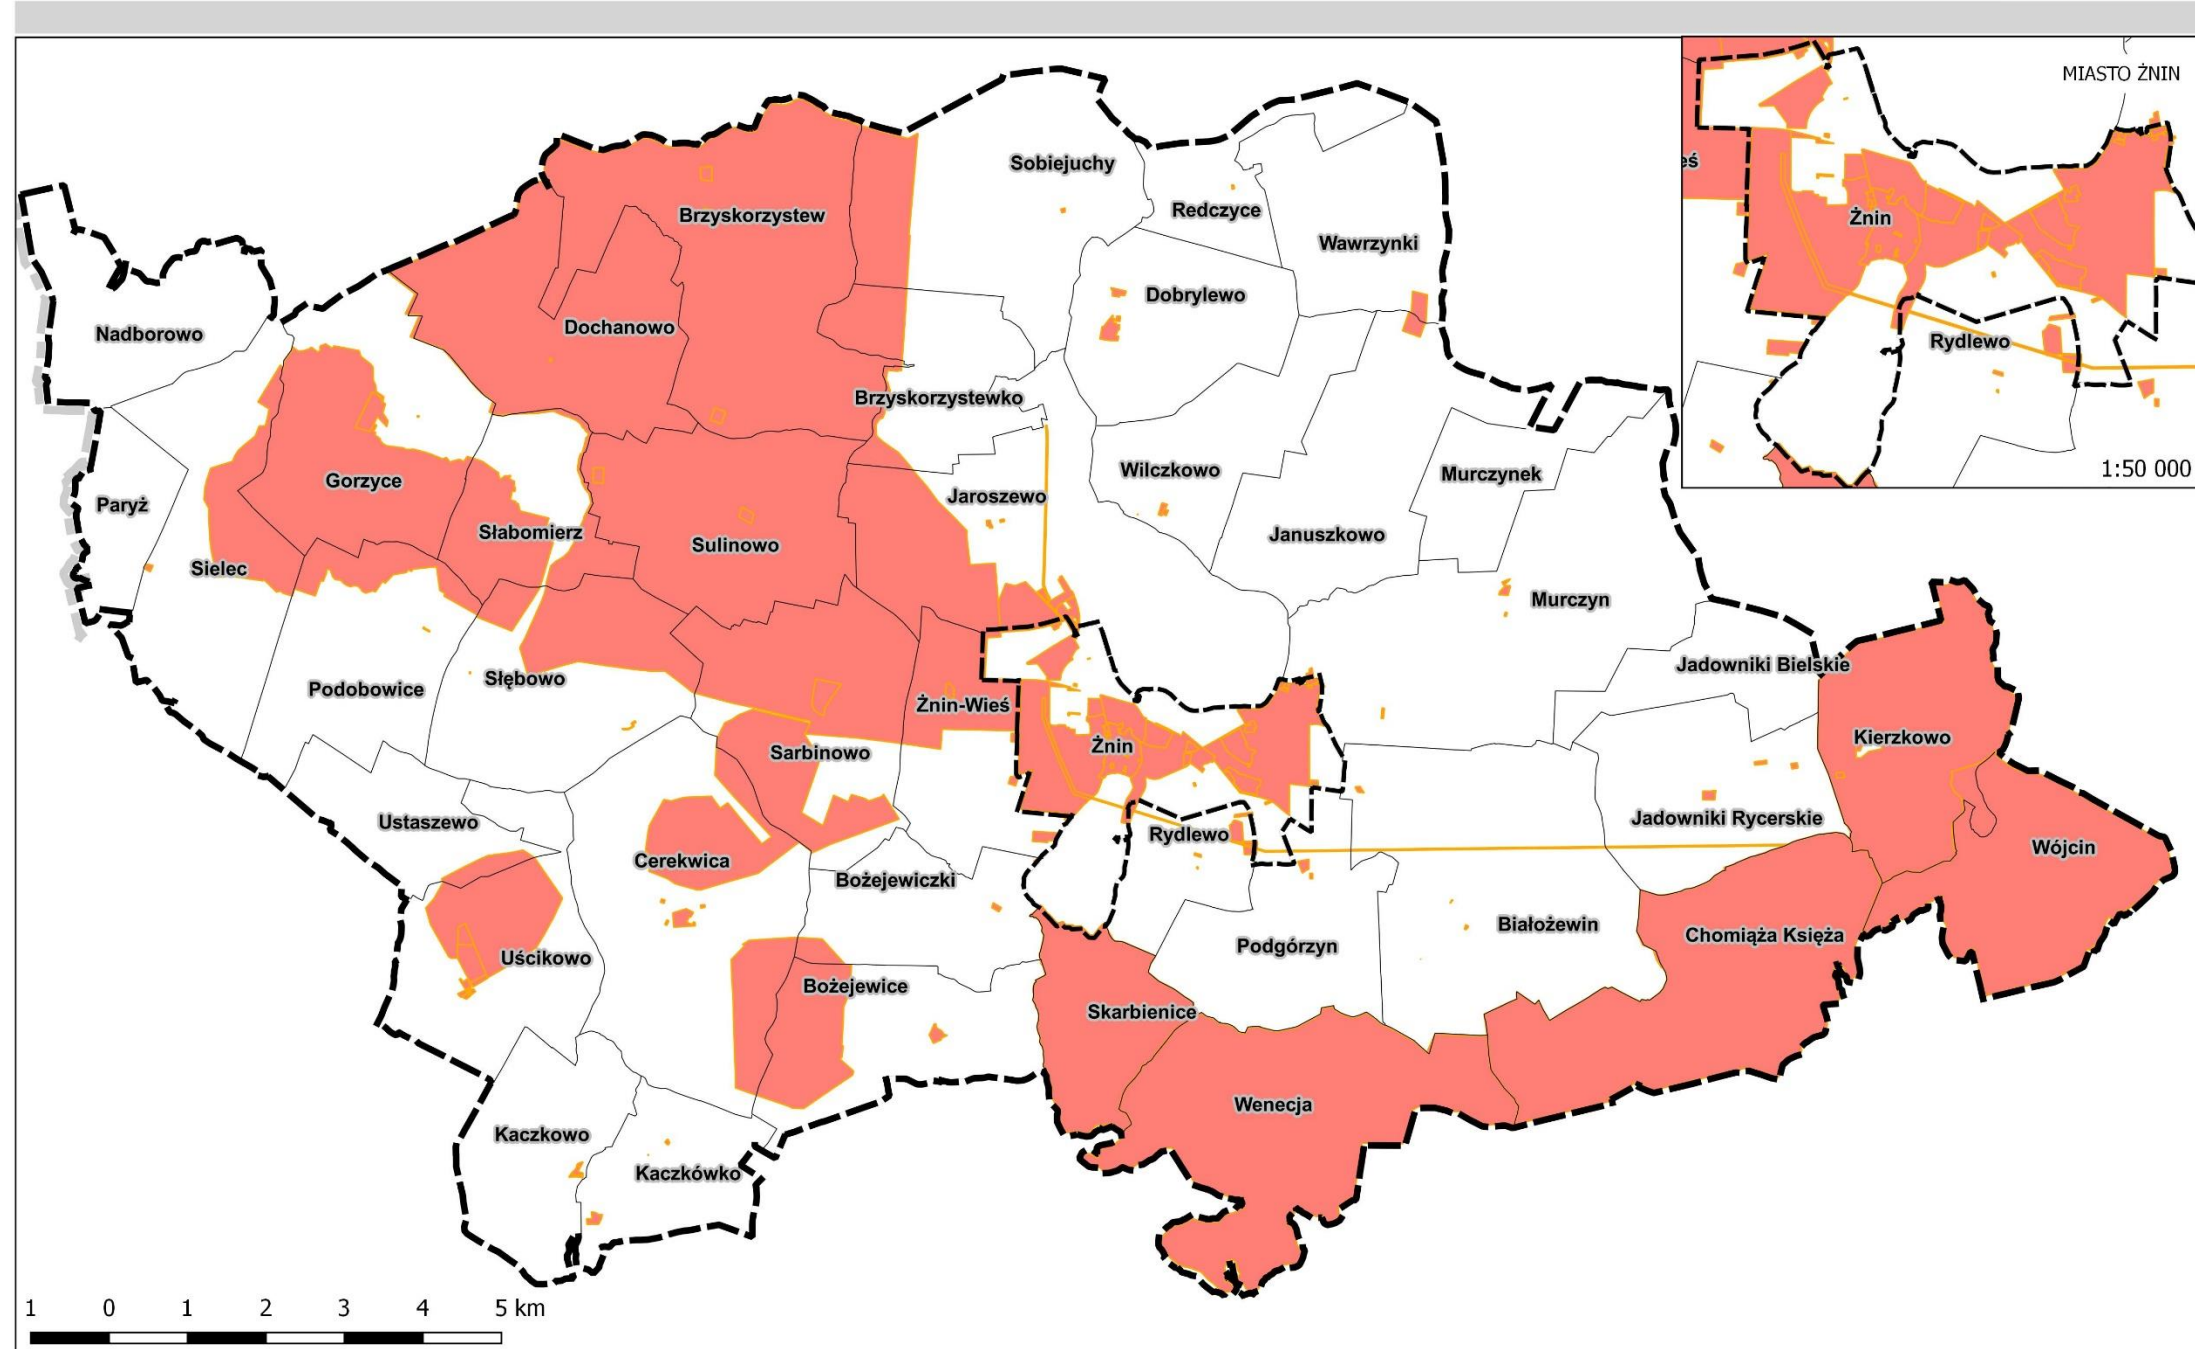 MIASTO ŻNIN
eś
Żnin
Rydlewo
1:50 000
Sobiejuchy
Redczyce
Brzyskorzystew
Wawrzynki
Dobrylewo
Dochanowo
Nadborowo
Brzyskorzystewko
Wilczkowo
Murczynek
Gorzyce
Jaroszewo
Paryż
Słabomierz
Januszkowo
Sulinowo
Sielec
Murczyn
Jadowniki Bielskie
Słębowo
Podobowice
Żnin-Wieś
Kierzkowo
Żnin
Sarbinowo
Jadowniki Rycerskie
Ustaszewo
Rydlewo
Wójcin
Cerekwica
Bożejewiczki
Białożewin
Chomiąża Księża
Podgórzyn
Uścikowo
Bożejewice
Skarbienice
Wenecja
Kaczkowo
Kaczkówko
1 0 1 2 3 4 5 km